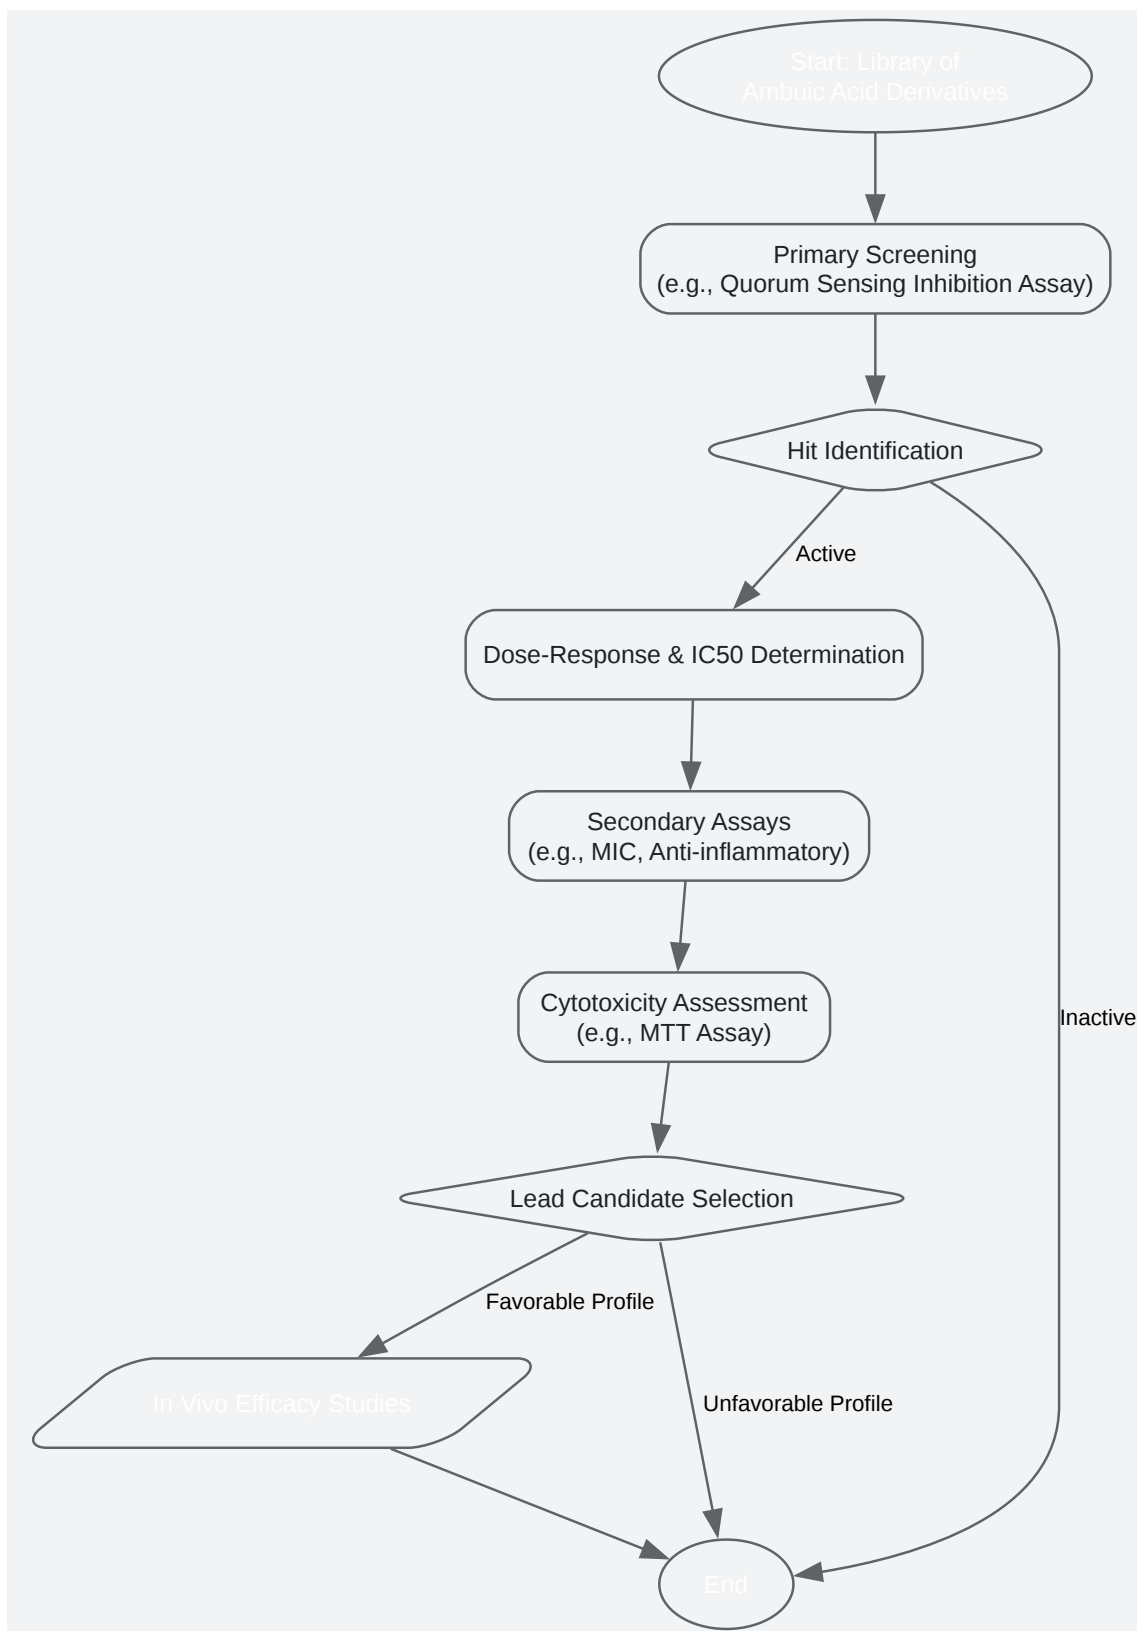 Start: Library of
Ambuic Acid Derivatives
Primary Screening
(e.g., Quorum Sensing Inhibition Assay)
Hit Identification
Active
Dose-Response & IC50 Determination
Secondary Assays
(e.g., MIC, Anti-inflammatory)
Cytotoxicity Assessment
(e.g., MTT Assay)
Inactive
Lead Candidate Selection
Favorable Profile
In Vivo Efficacy Studies
Unfavorable Profile
End